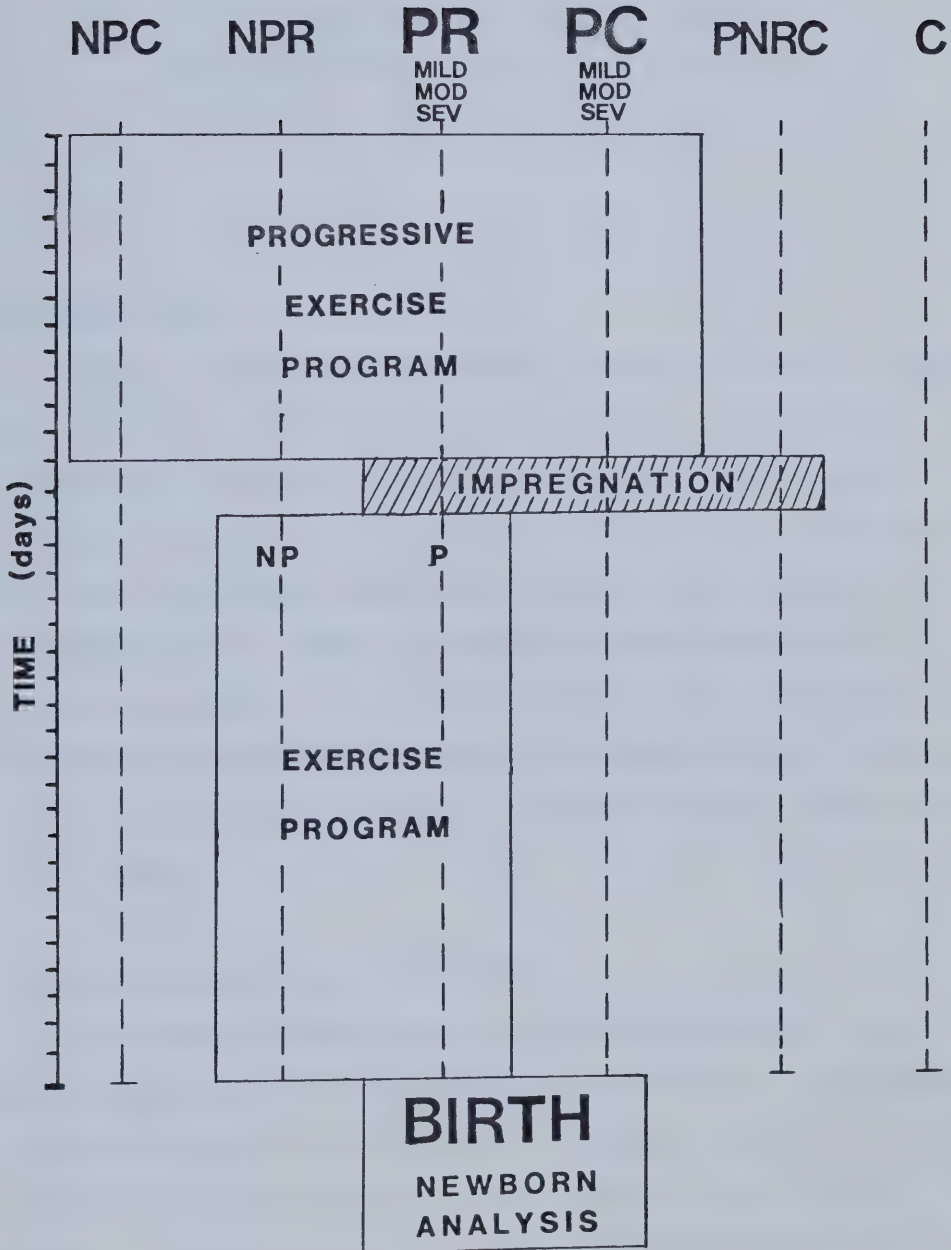 NPC NPR PR PC PNRC C
MILD MILD
MOD MOD
SEV SEV
PROGRESSIVE
EXERCISE
PROGRAM
IMPREGNATION
TIME (days)
NP P
EXERCISE
PROGRAM
BIRTH
NEWBORN
ANALYSIS